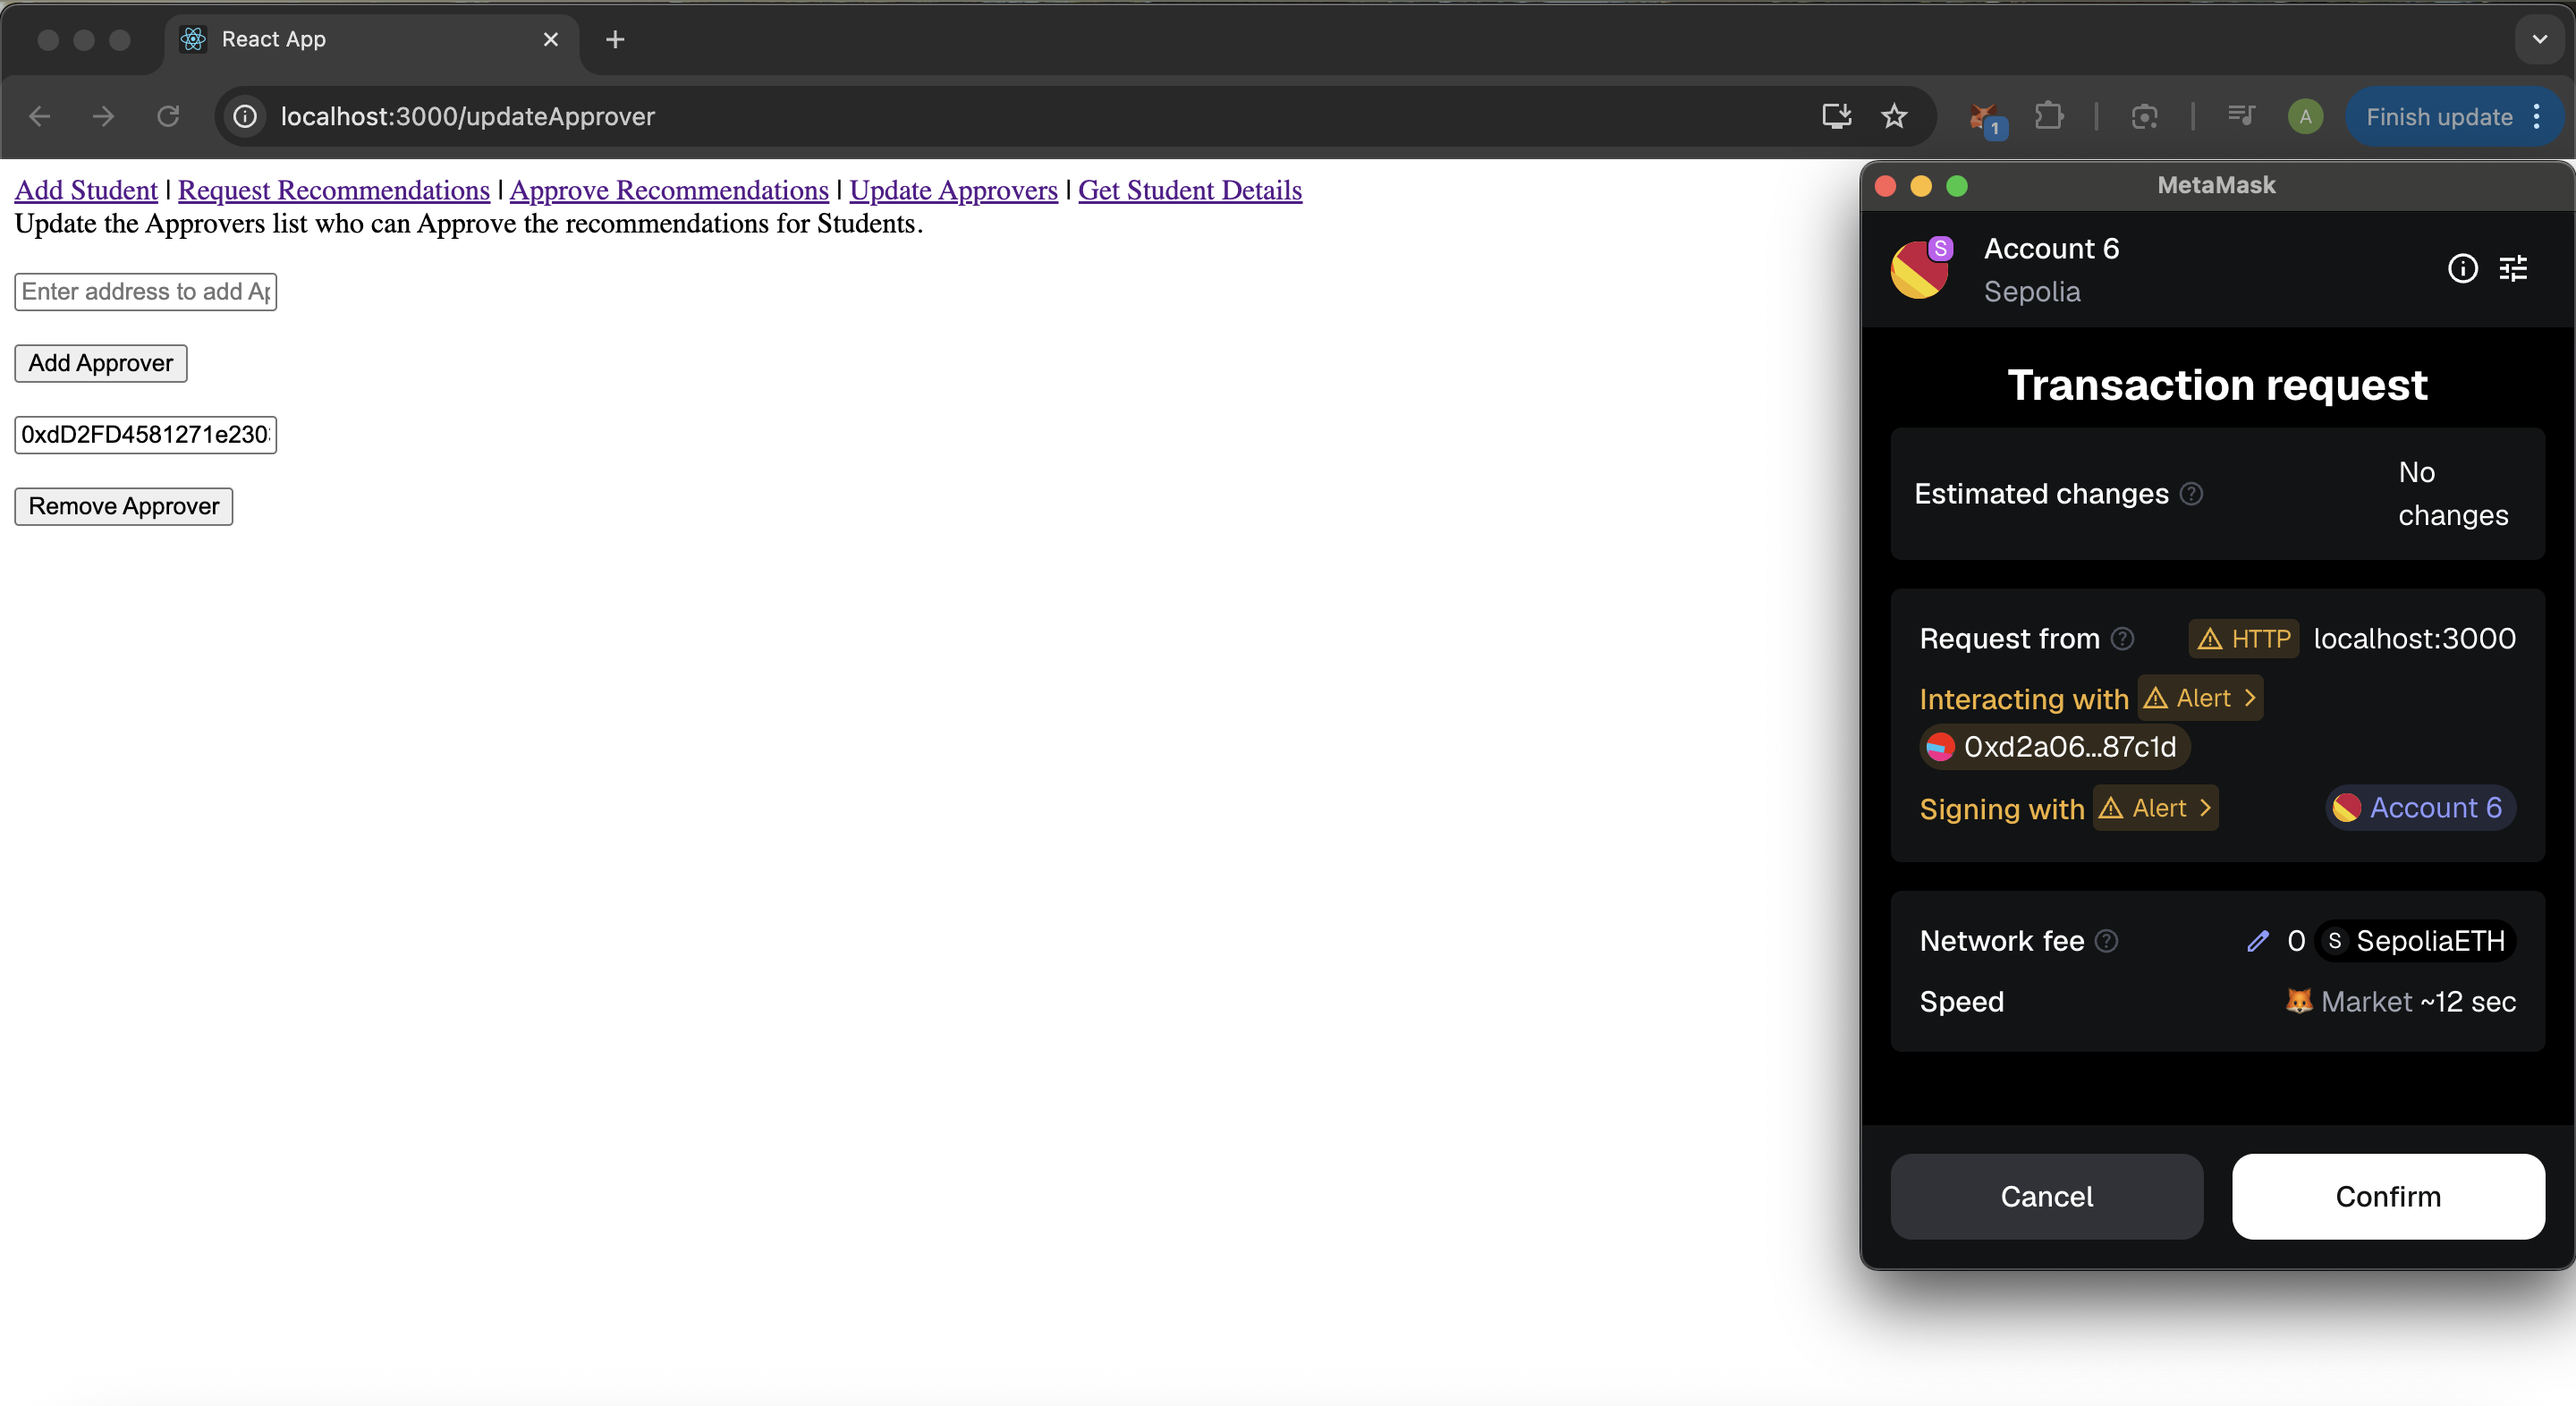 React App
localhost:3000/updateApprover
1
A
Finish update
Add Student | Request Recommendations | Approve Recommendations | Update Approvers | Get Student Details
Update the Approvers list who can Approve the recommendations for Students.
Enter address to add Ap
Add Approver
0xdD2FD4581271e230
Remove Approver
MetaMask
S
Account 6
Sepolia
Transaction request
Estimated changes ?
No
changes
Request from ? HTTP localhost:3000
Interacting with Alert >
0xd2a06...87c1d
Signing with Alert > Account 6
Network fee ? 0 S SepoliaETH
Speed Market ~12 sec
Cancel
Confirm